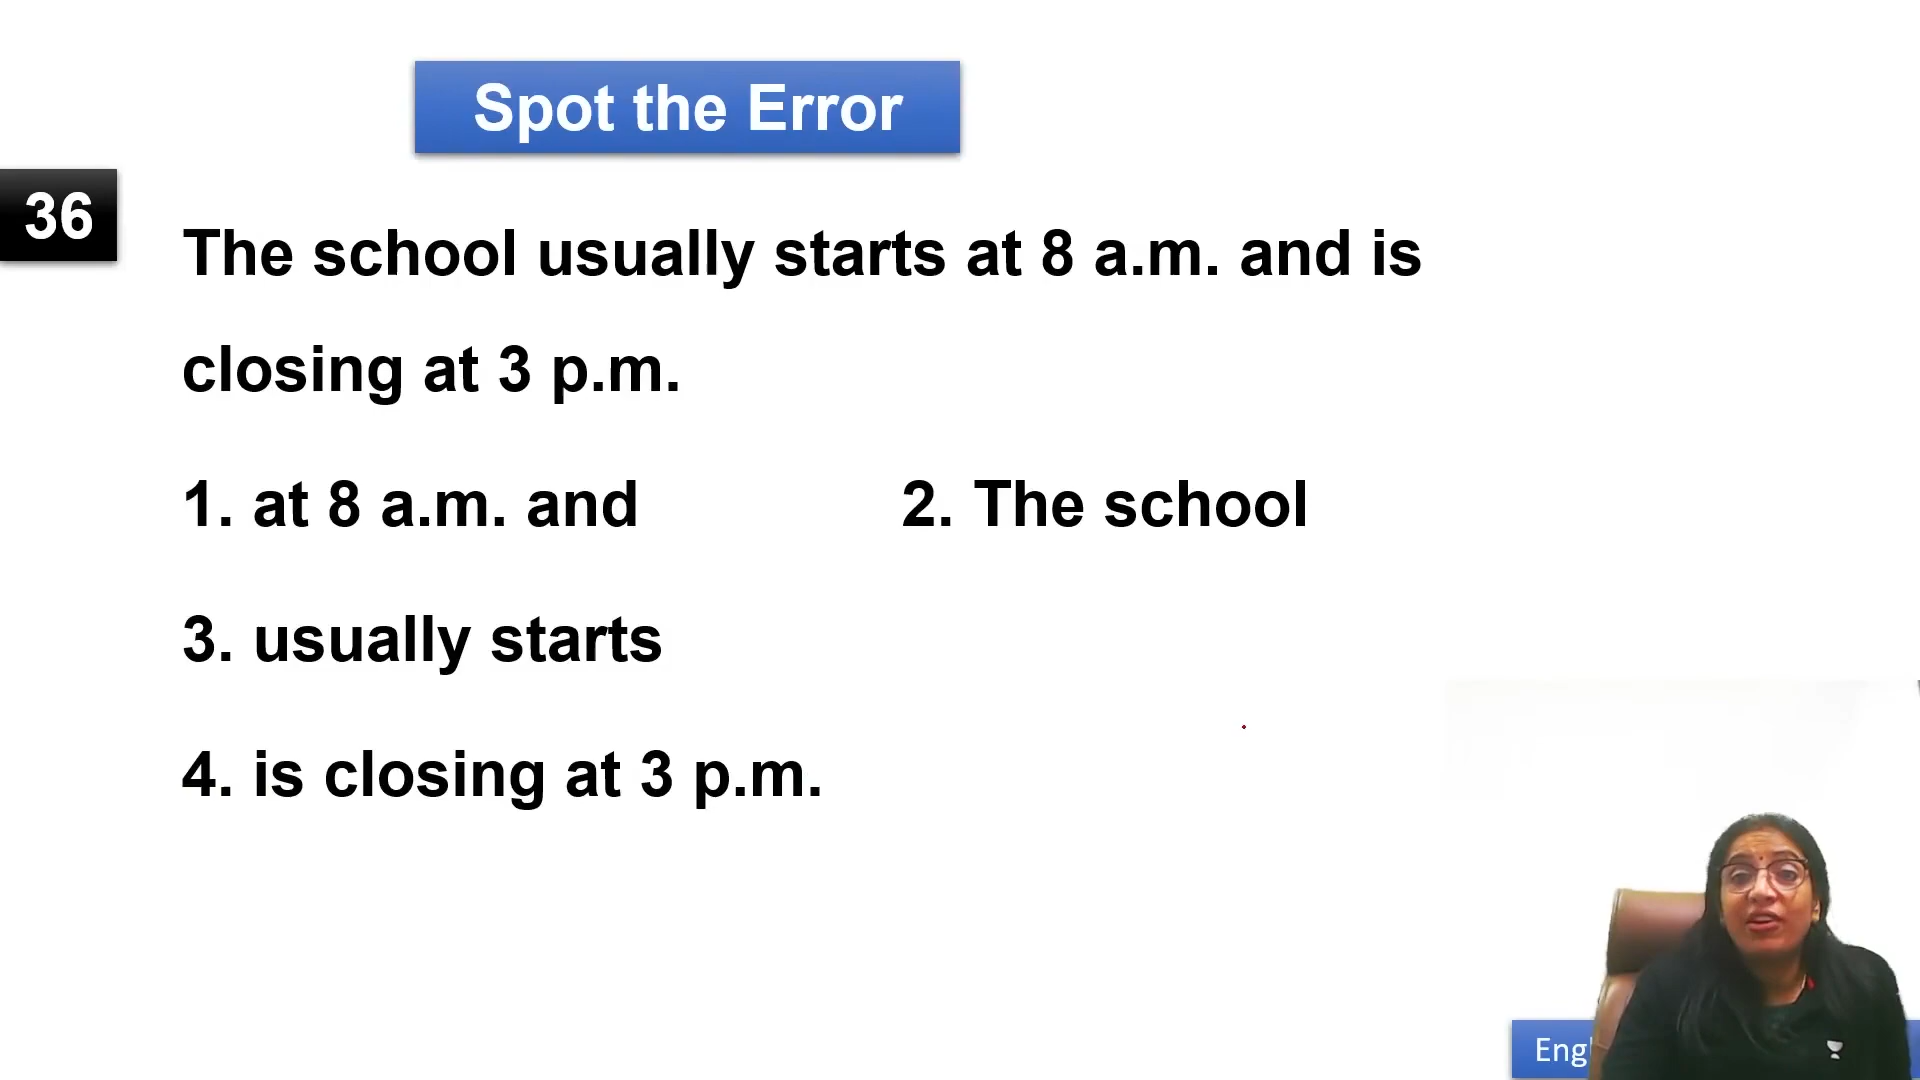 Spot the Error
36
The school usually starts at 8 a.m. and is
closing at 3 p.m.
1. at 8 a.m. and
2. The school
3. usually starts
4. is closing at 3 p.m.